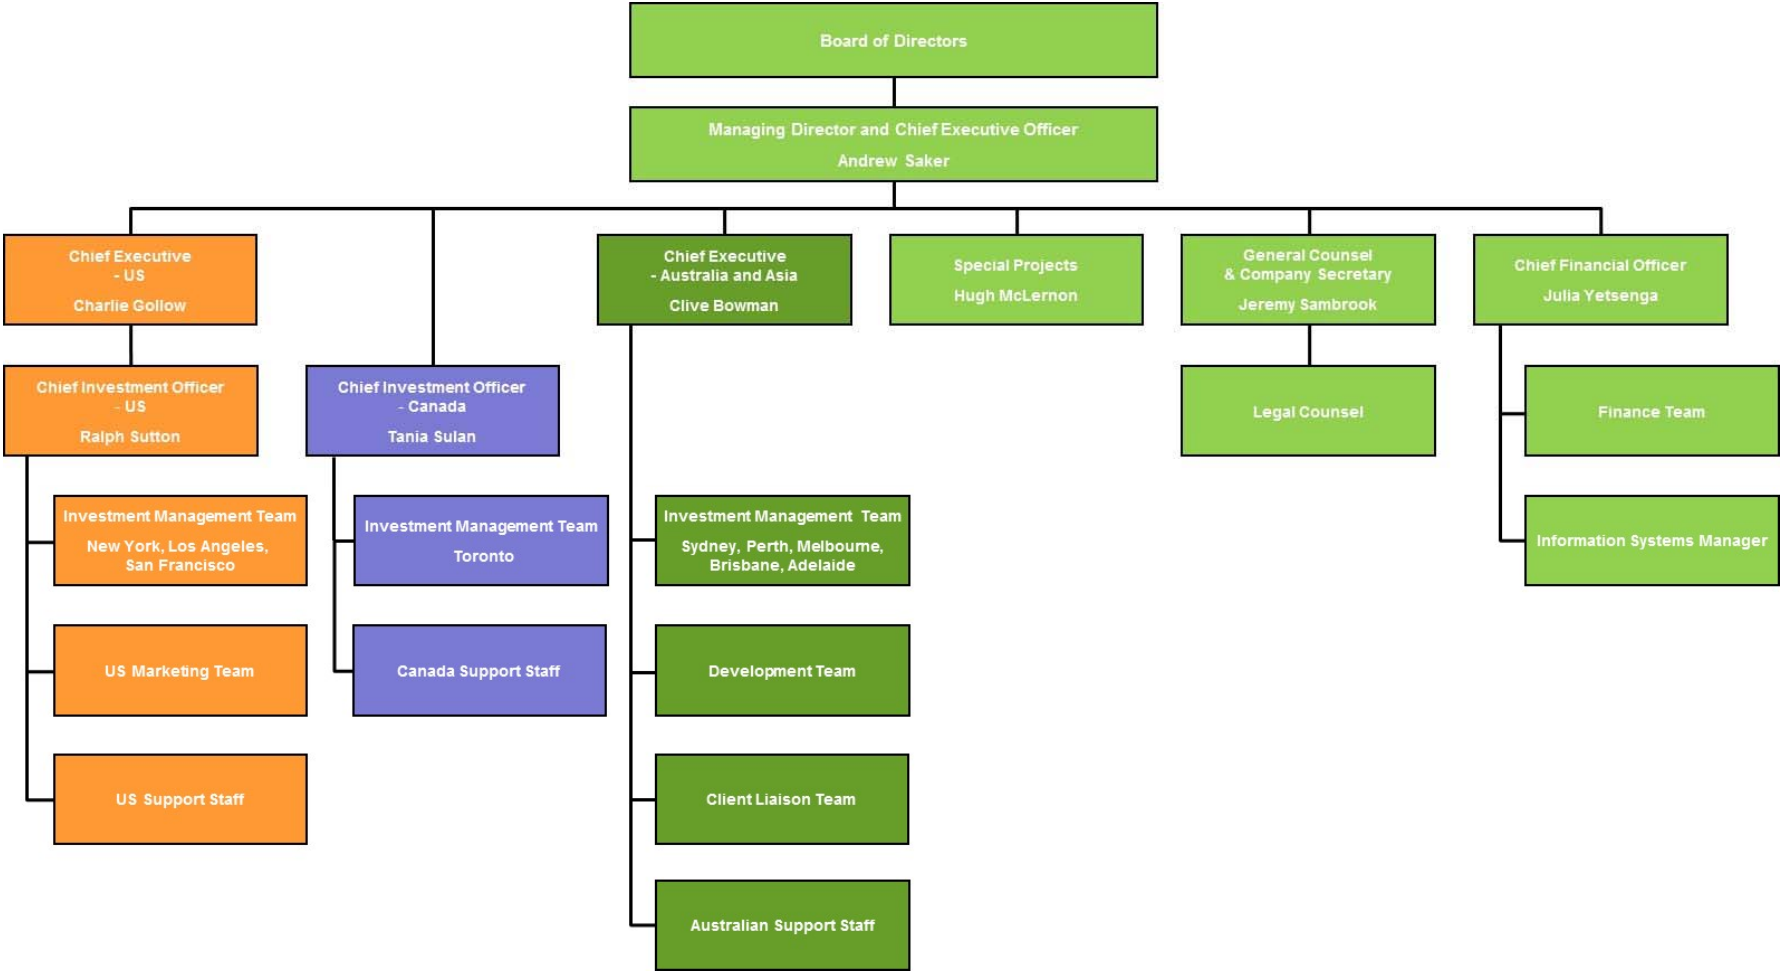 Board of Directors
Managing Director and Chief Executive Officer
Andrew Saker
Chief Executive
- US
Charlie Gollow
Chief Executive
- Australia and Asia
Clive Bowman
Special Projects
Hugh McLernon
General Counsel
& Company Secretary
Jeremy Sambrook
Chief Financial Officer
Julia Yetsenga
Chief Investment Officer
- US
Ralph Sutton
Chief Investment Officer
- Canada
Tania Sulan
Legal Counsel
Finance Team
Investment Management Team
New York, Los Angeles,
San Francisco
Investment Management Team
Toronto
Investment Management Team
Sydney, Perth, Melbourne,
Brisbane, Adelaide
Information Systems Manager
US Marketing Team
Canada Support Staff
Development Team
US Support Staff
Client Liaison Team
Australian Support Staff